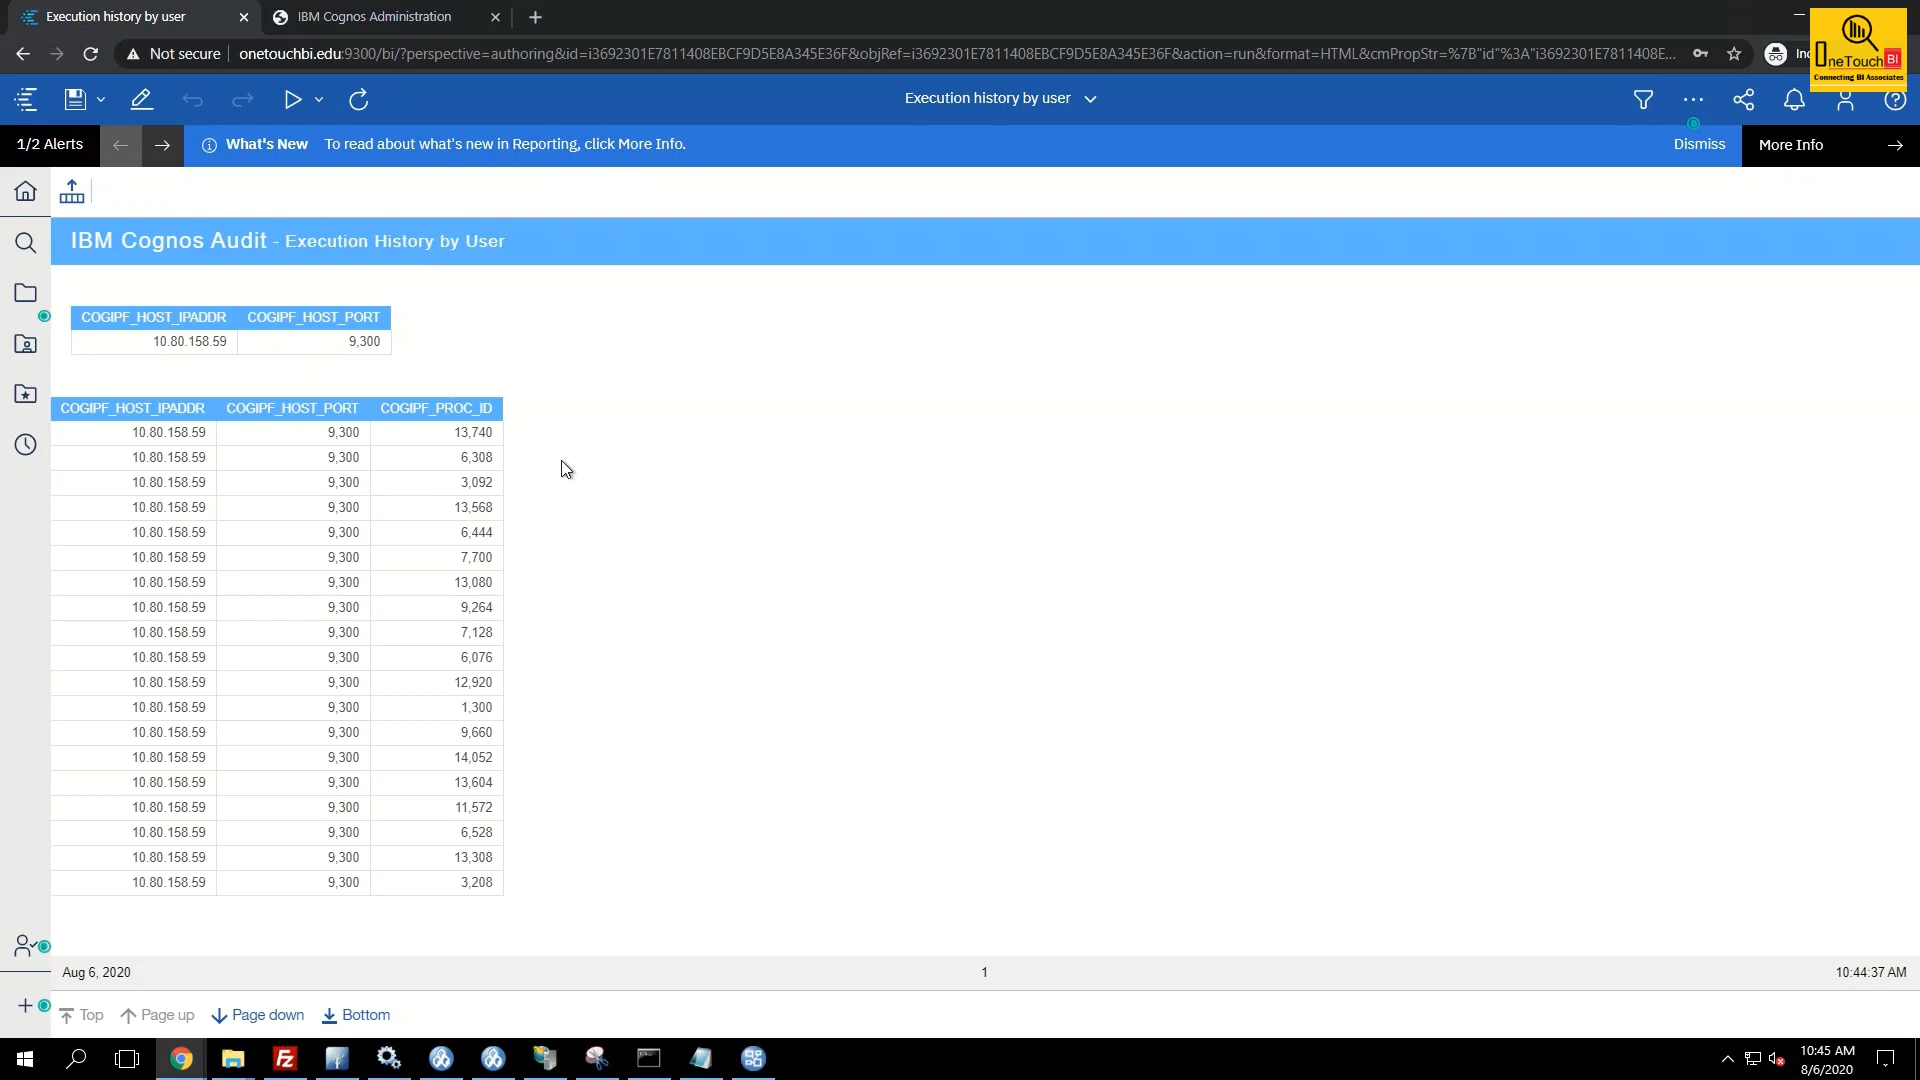 Execution history by user
IBM Cognos Administration
Not secure
onetouchbi.edu:9300/bi/?perspective=authoring&id=i3692301E7811408EBCF9D5E8A345E36F&objRef=i3692301E7811408EBCF9D5E8A345E36F&action=run&format=HTML&cmPropStr=%7B"id"%3A"i3692301E7811408E...
OneTouch BI
Connecting BI Associates
Execution history by user
1/2 Alerts
What's New To read about what's new in Reporting, click More Info.
Dismiss
More Info
IBM Cognos Audit - Execution History by User
COGIPF_HOST_IPADDR COGIPF_HOST_PORT
10.80.158.59 9,300
COGIPF_HOST_IPADDR COGIPF_HOST_PORT COGIPF_PROC_ID
10.80.158.59 9,300 13,740
10.80.158.59 9,300 6,308
10.80.158.59 9,300 3,092
10.80.158.59 9,300 13,568
10.80.158.59 9,300 6,444
10.80.158.59 9,300 7,700
10.80.158.59 9,300 13,080
10.80.158.59 9,300 9,264
10.80.158.59 9,300 7,128
10.80.158.59 9,300 6,076
10.80.158.59 9,300 12,920
10.80.158.59 9,300 1,300
10.80.158.59 9,300 9,660
10.80.158.59 9,300 14,052
10.80.158.59 9,300 13,604
10.80.158.59 9,300 11,572
10.80.158.59 9,300 6,528
10.80.158.59 9,300 13,308
10.80.158.59 9,300 3,208
Aug 6, 2020 1 10:44:37 AM
Top Page up Page down Bottom
10:45 AM
8/6/2020